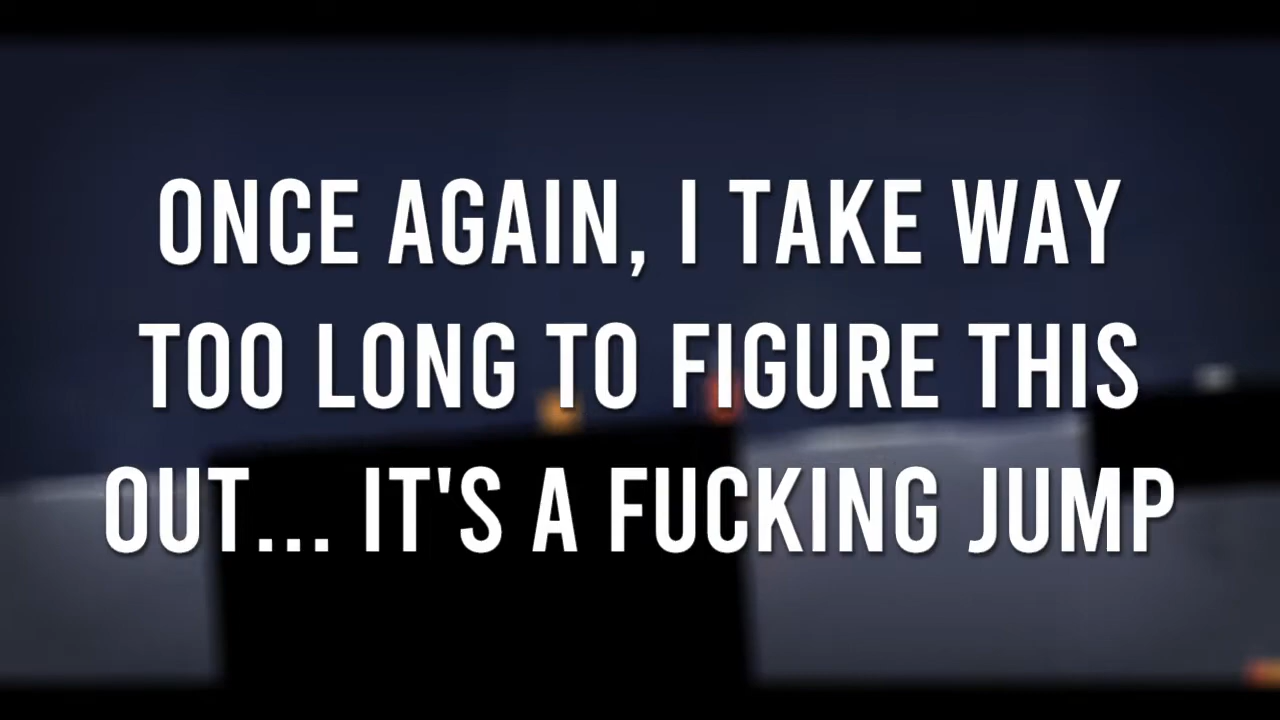 ONCE AGAIN, I TAKE WAY
TOO LONG TO FIGURE THIS
OUT... IT'S A FUCKING JUMP